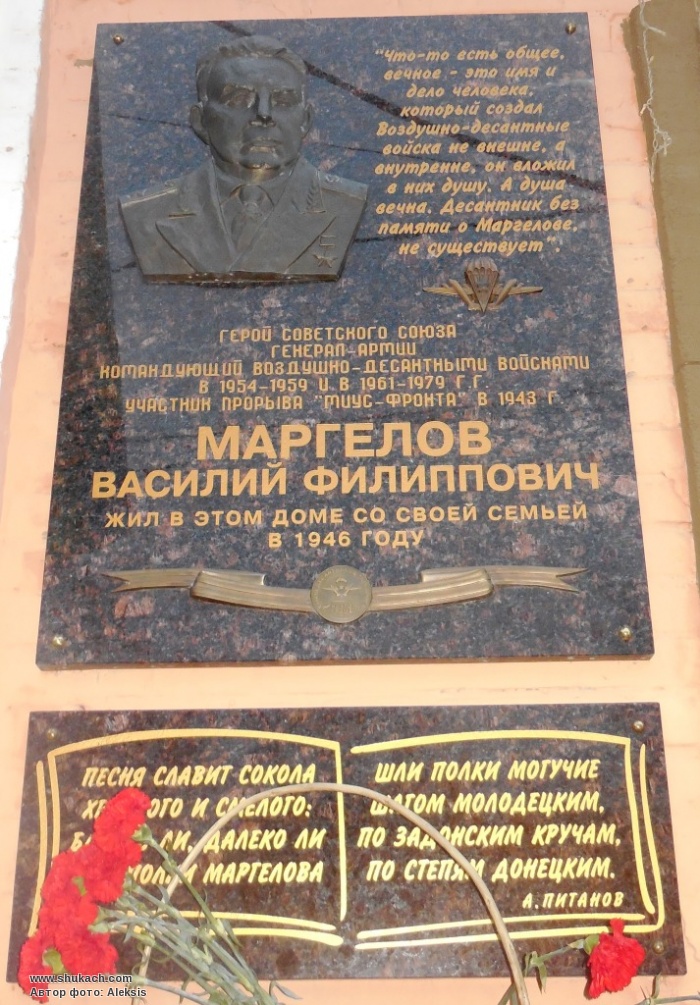 "Что-то есть общее,
вечное - это имя и
дело человека,
который создал
Воздушно-десантные
войска не внешне, а
внутренне, он вложил
в них душу. А душа
вечна. Десантник без
памяти о Маргелове,
не существует".
ГЕРОЙ СОВЕТСКОГО СОЮЗА
ГЕНЕРАЛ-АРМИИ
КОМАНДУЮЩИЙ ВОЗДУШНО-ДЕСАНТНЫМИ ВОЙСКАМИ
В 1954-1959 И В 1961-1979 Г.Г.
УЧАСТНИК ПРОРЫВА "МИУС-ФРОНТА" В 1943 Г
МАРГЕЛОВ
ВАСИЛИЙ ФИЛИППОВИЧ
ЖИЛ В ЭТОМ ДОМЕ СО СВОЕЙ СЕМЬЕЙ
В 1946 ГОДУ
ПЕСНЯ СЛАВИТ СОКОЛА
И СМЕЛОГО:
ДАЛЕКО ЛИ
МАРГЕЛОВА
ШЛИ ПОЛКИ МОГУЧИЕ
ШАГОМ МОЛОДЕЦКИМ,
ПО ЗАДОНСКИМ КРУЧАМ,
ПО СТЕПЯМ ДОНЕЦКИМ.
А.ПИТАНОВ
www.shukach.com
Автор фото: Aleksis